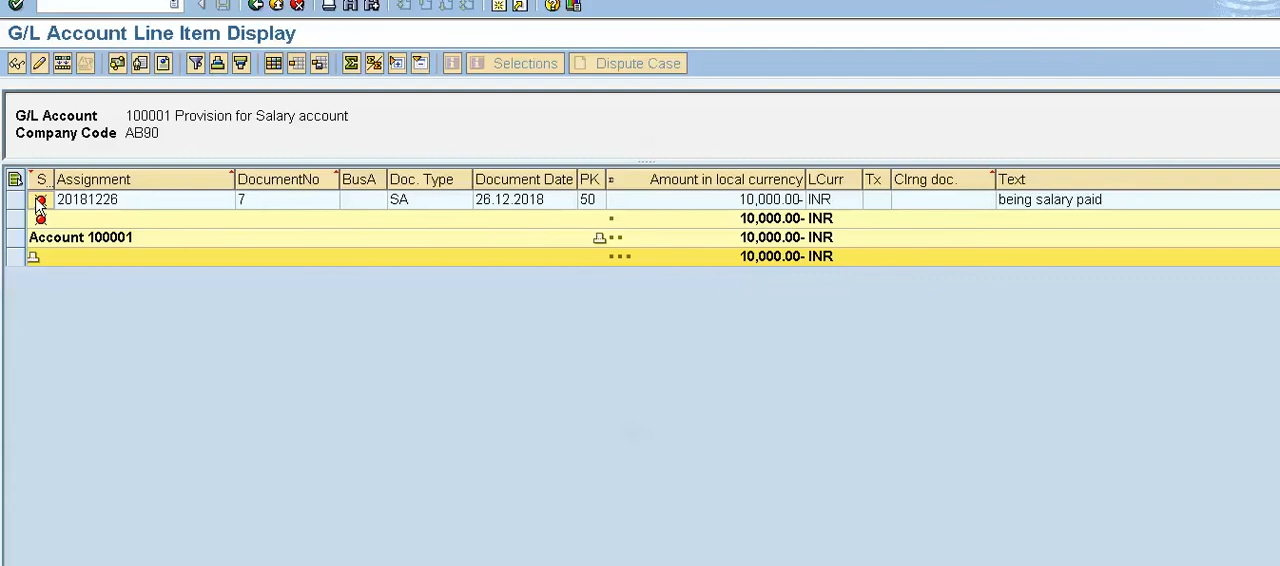 G/L Account Line Item Display
Selections Dispute Case
G/L Account 100001 Provision for Salary account
Company Code AB90
S.. Assignment DocumentNo BusA Doc. Type Document Date PK Amount in local currency LCurr Tx Clrng doc. Text
20181226 7 SA 26.12.2018 50 10,000.00- INR being salary paid
10,000.00- INR
Account 100001 10,000.00- INR
10,000.00- INR